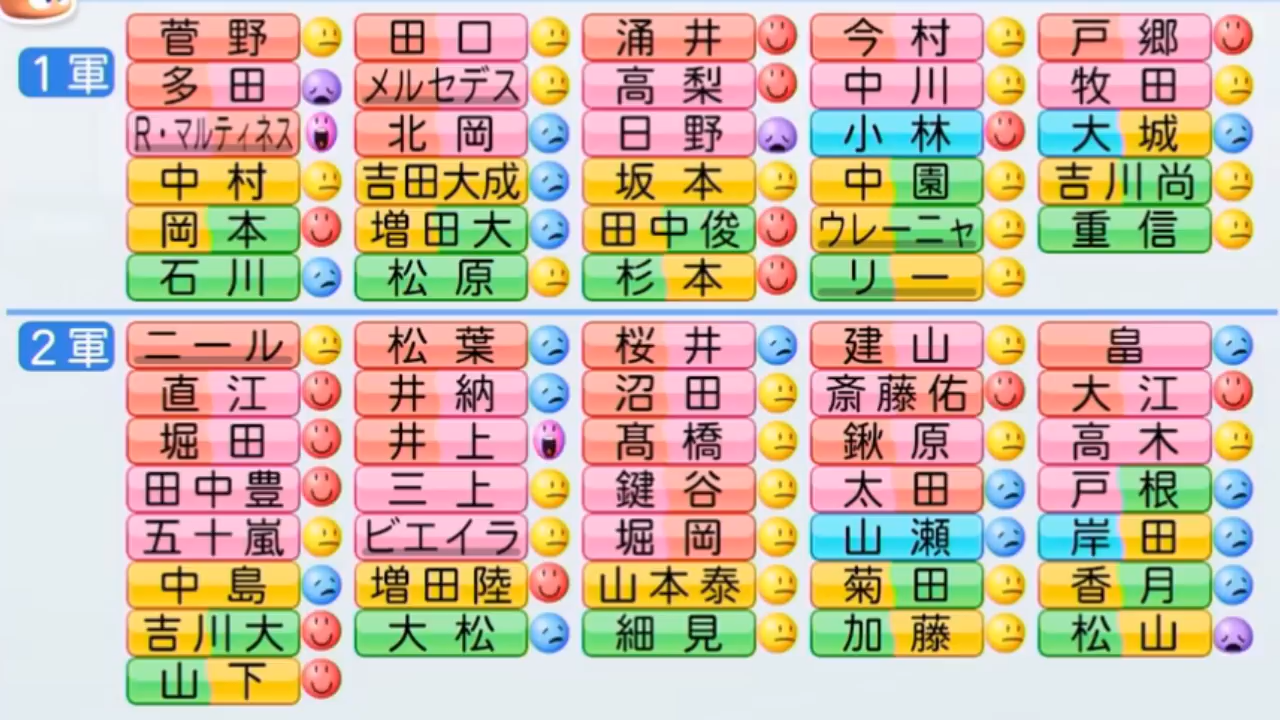 1軍
菅野 田口 涌井 今村 戸郷
多田 メルセデス 高梨 中川 牧田
R・マルティネス 北岡 日野 小林 大城
中村 吉田大成 坂本 中園 吉川尚
岡本 増田大 田中俊 ウレーニャ 重信
石川 松原 杉本 リー
2軍
ニール 松葉 桜井 建山 畠
直江 井納 沼田 斎藤佑 大江
堀田 井上 髙橋 鍬原 高木
田中豊 三上 鍵谷 太田 戸根
五十嵐 ビエイラ 堀岡 山瀬 岸田
中島 増田陸 山本泰 菊田 香月
吉川大 大松 細見 加藤 松山
山下